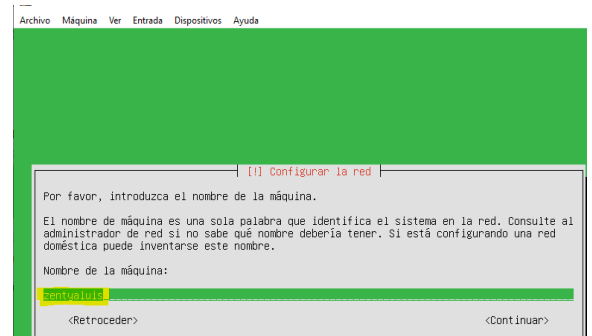 Archivo Máquina Ver Entrada Dispositivos Ayuda
[!] Configurar la red
Por favor, introduzca el nombre de la máquina.
El nombre de máquina es una sola palabra que identifica el sistema en la red. Consulte al
administrador de red si no sabe qué nombre debería tener. Si está configurando una red
doméstica puede inventarse este nombre.
Nombre de la máquina:
zentyaluis
<Retroceder> <Continuar>